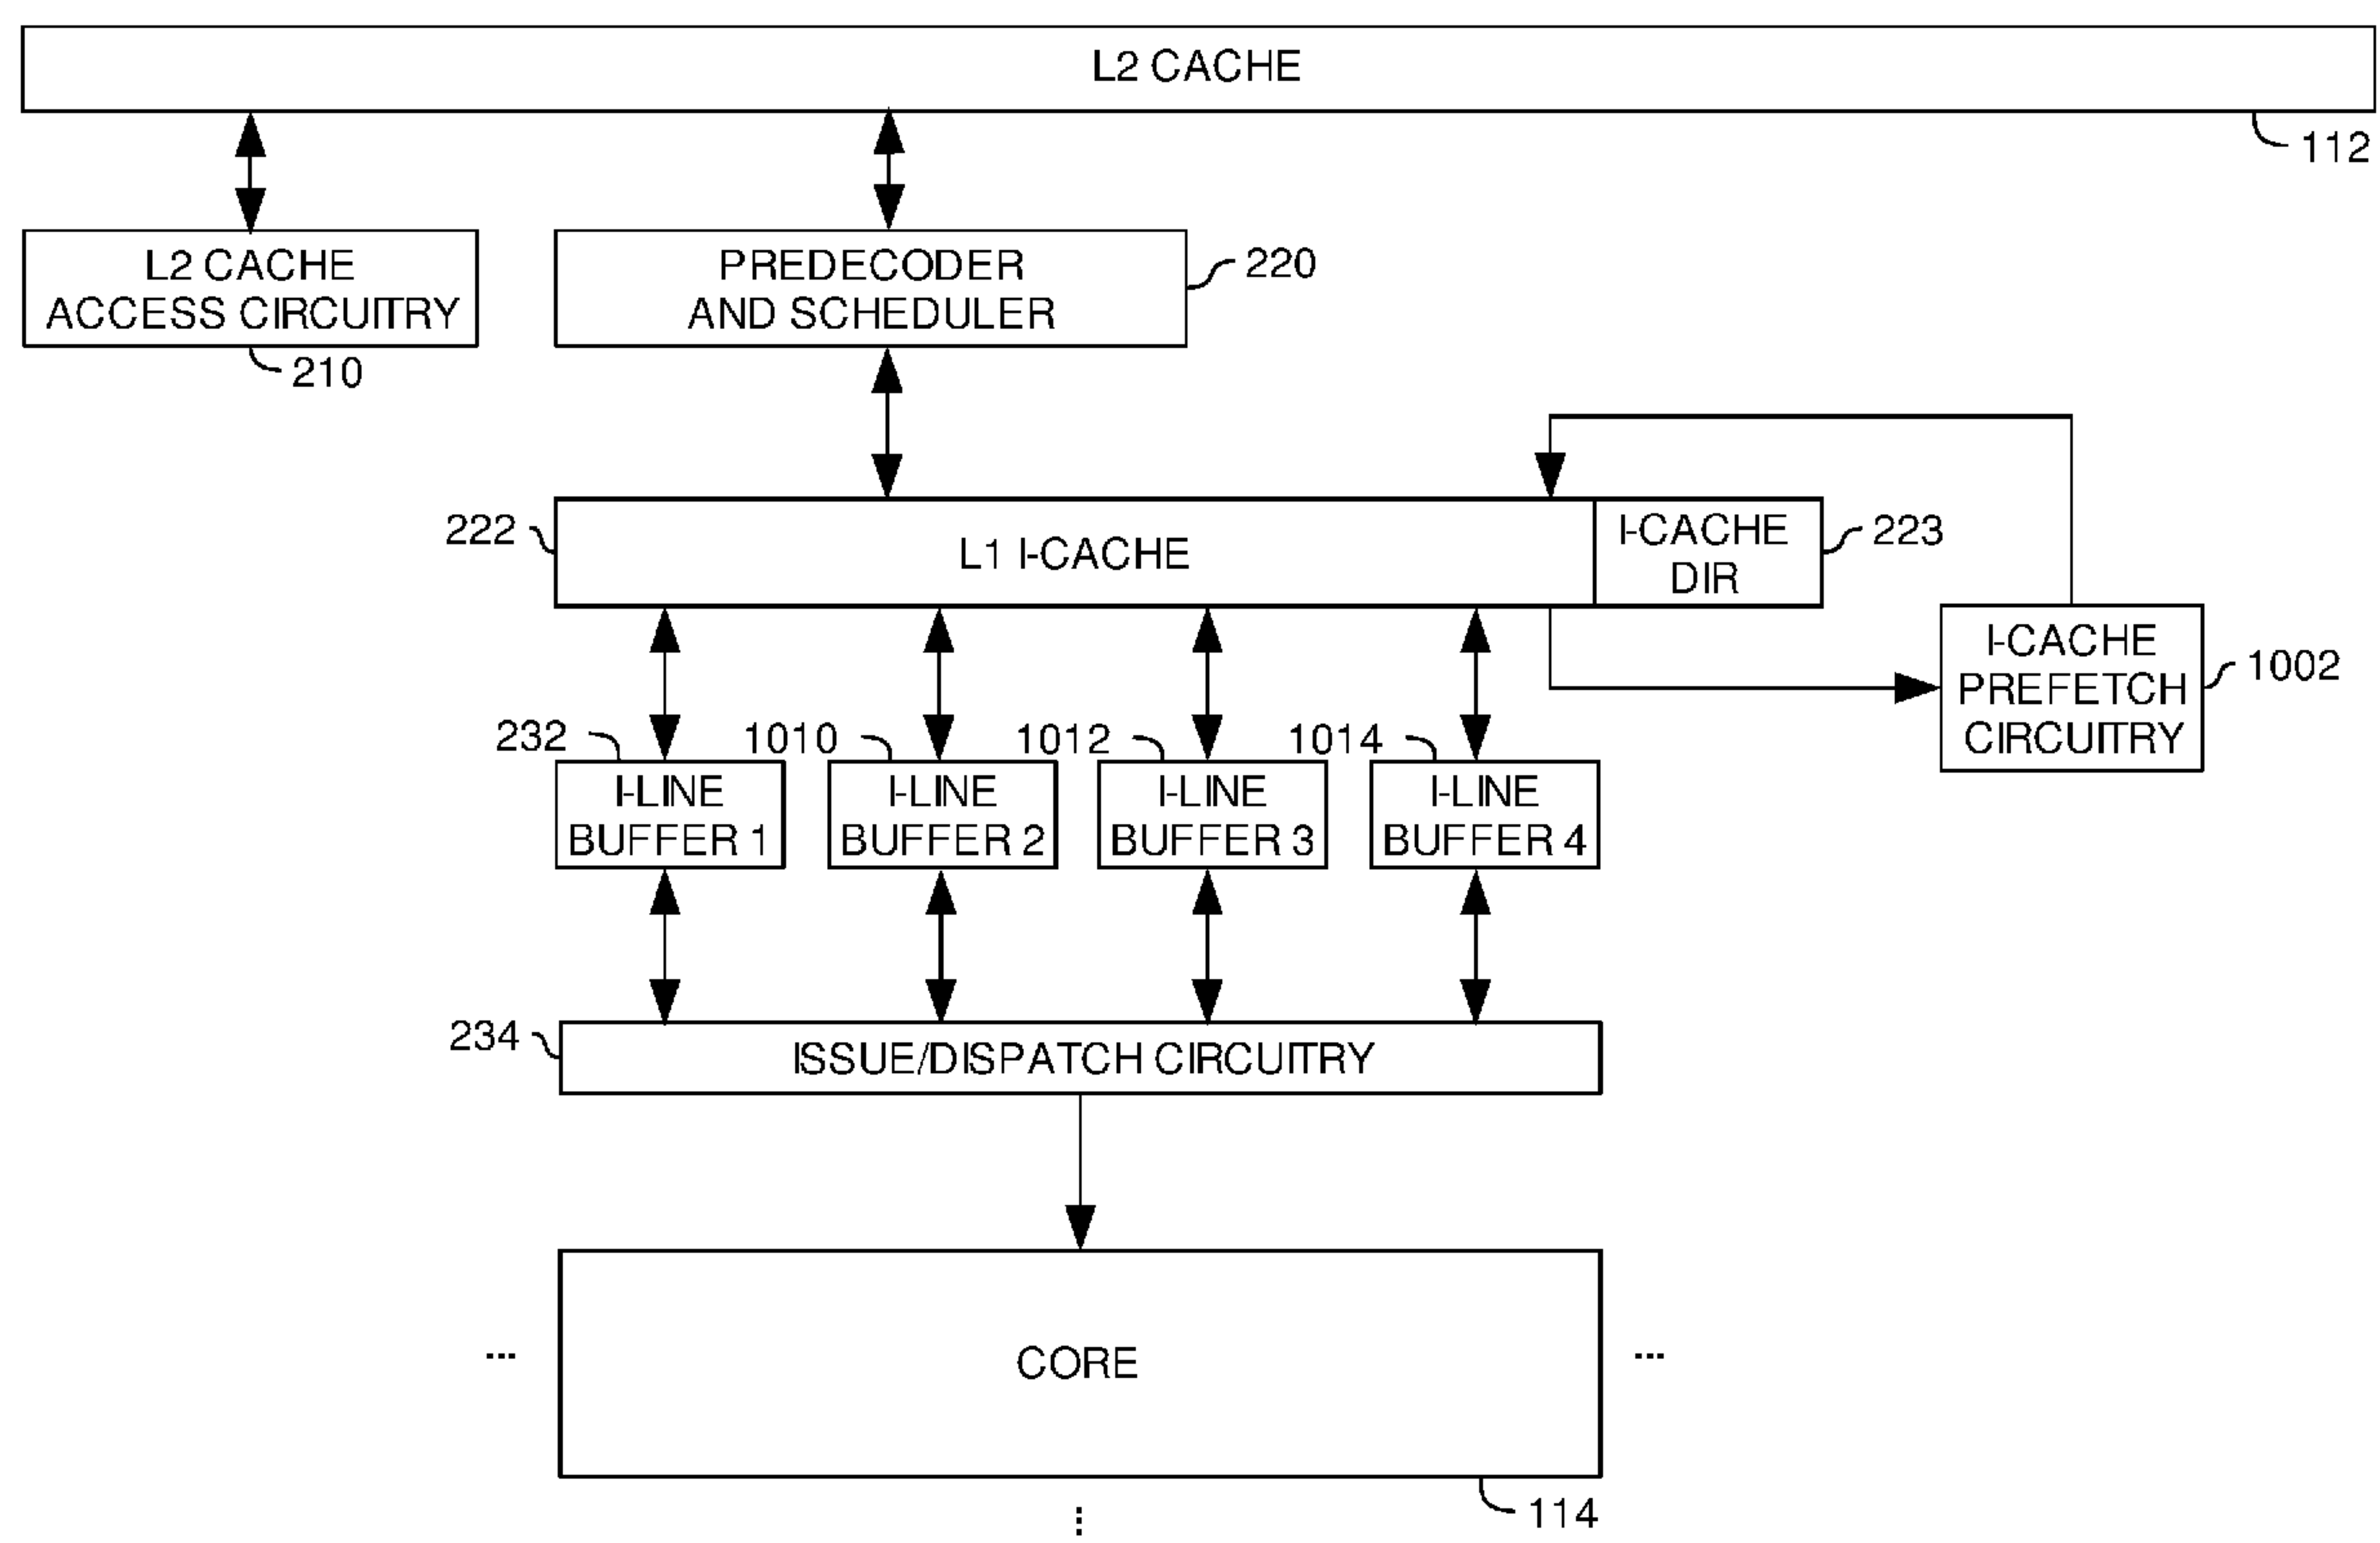 L2 CACHE
112
L2 CACHE
ACCESS CIRCUITRY
210
PREDECODER
AND SCHEDULER
220
222
L1 I-CACHE
I-CACHE
DIR
223
I-CACHE
PREFETCH
CIRCUITRY
1002
232
1010
1012
1014
I-LINE
BUFFER 1
I-LINE
BUFFER 2
I-LINE
BUFFER 3
I-LINE
BUFFER 4
234
ISSUE/DISPATCH CIRCUITRY
...
CORE
...
114
...